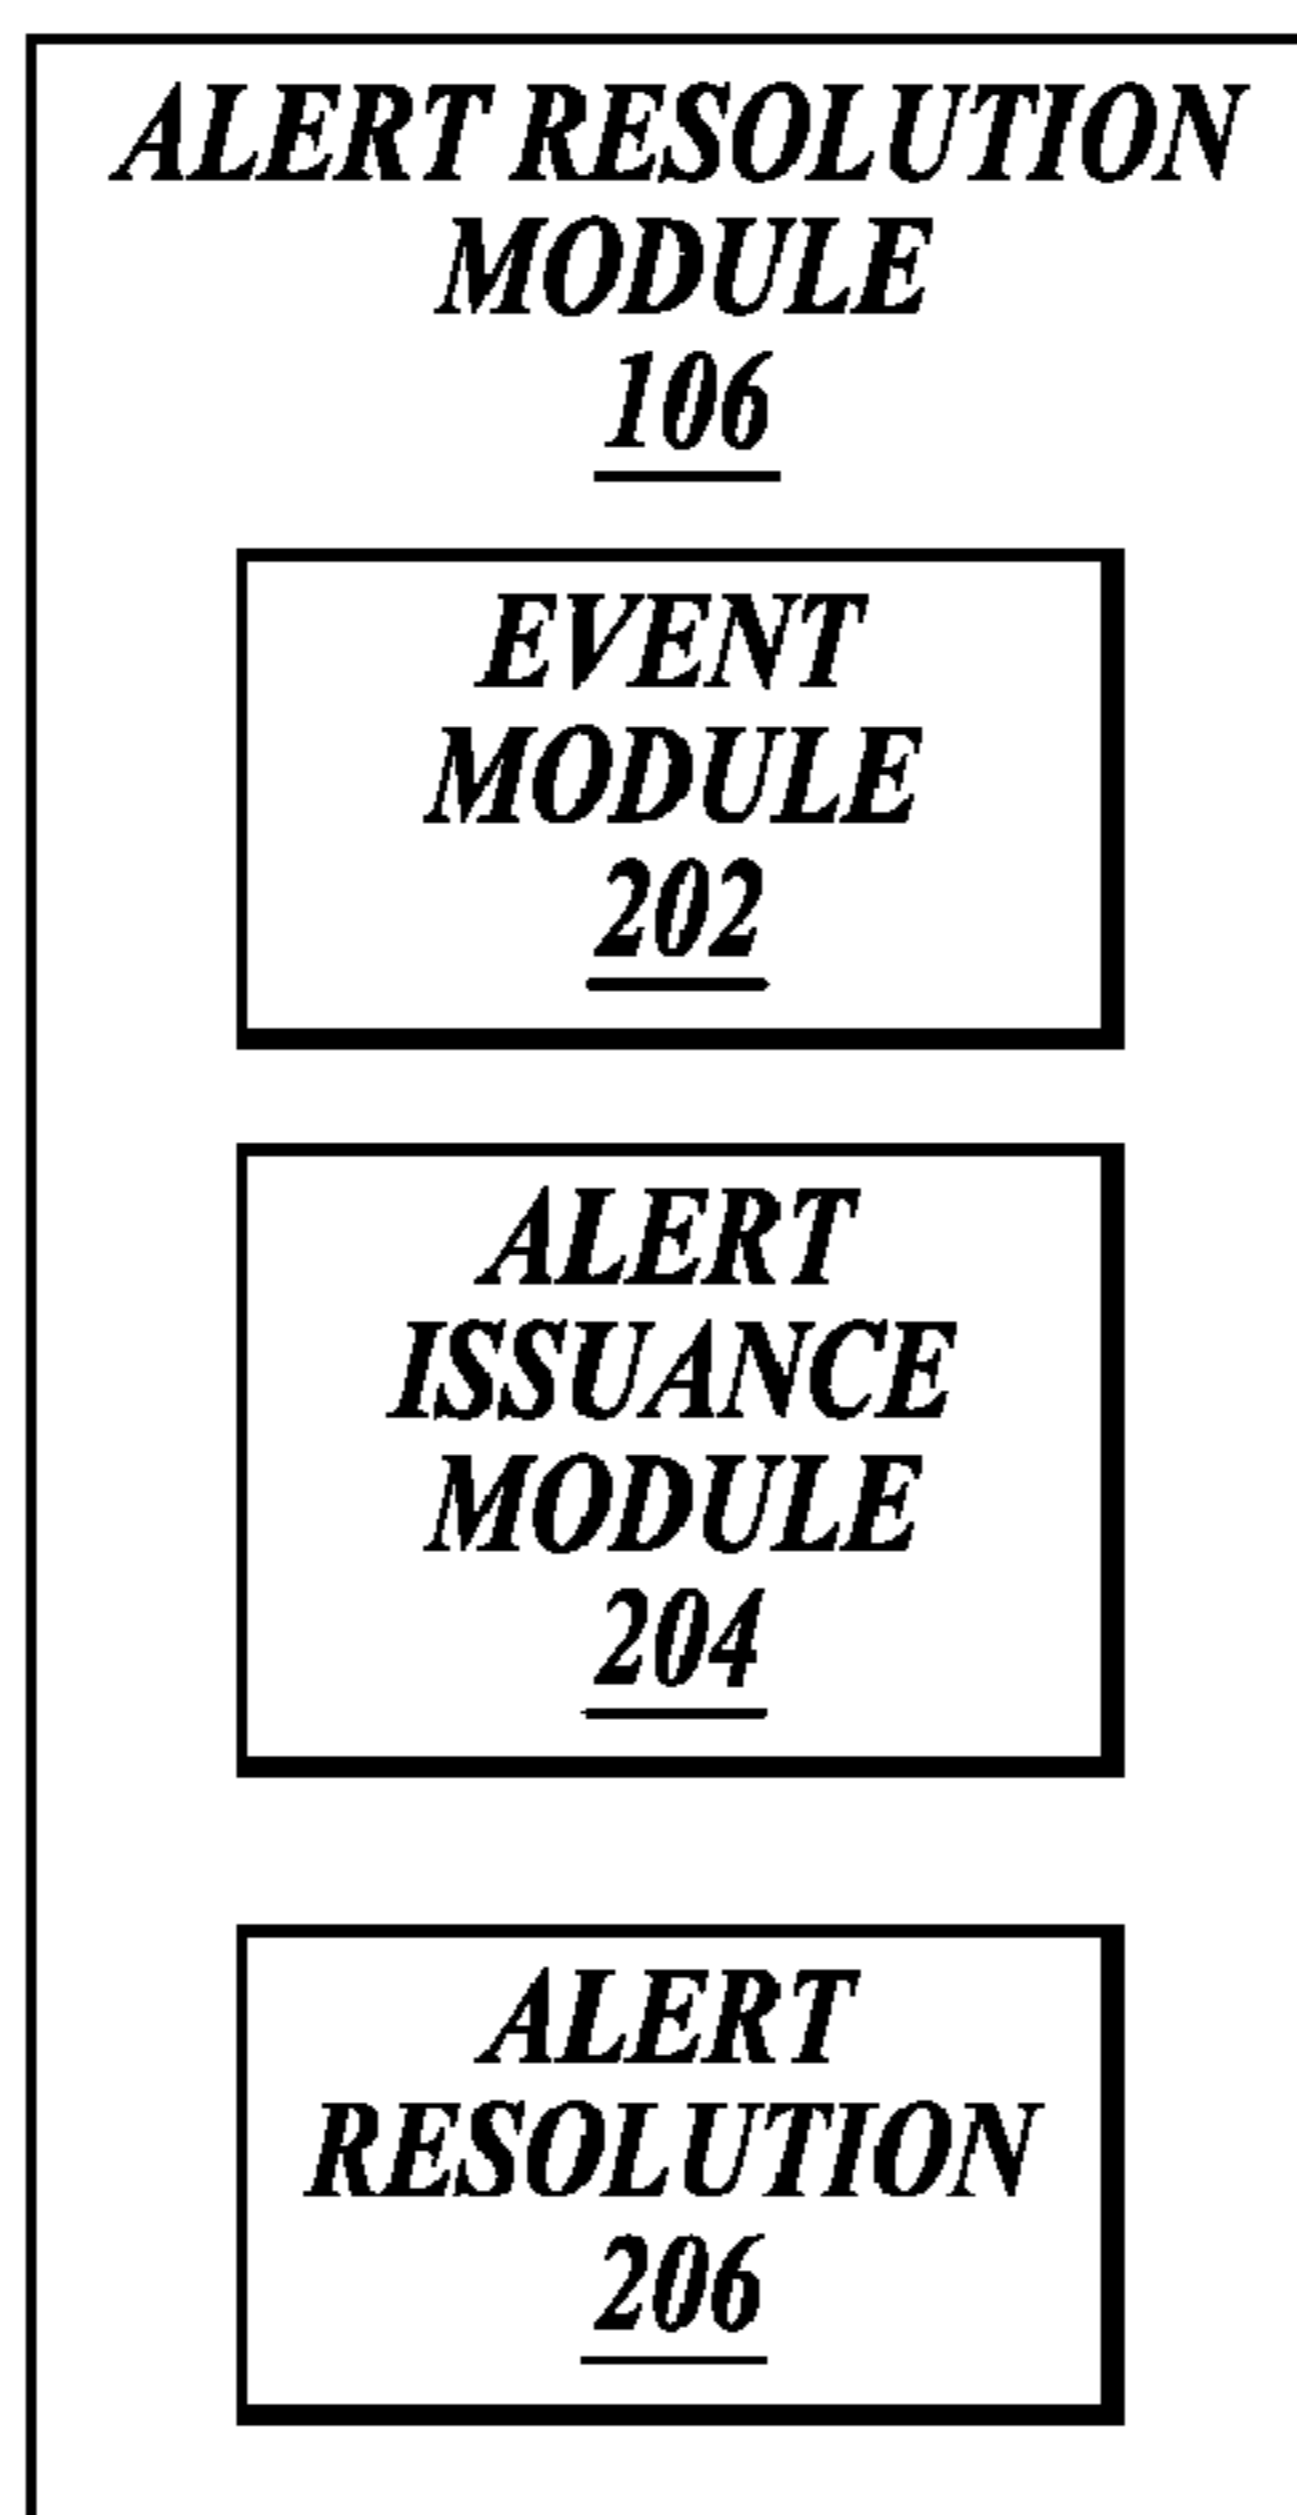 ALERT RESOLUTION
MODULE
106
EVENT
MODULE
202
ALERT
ISSUANCE
MODULE
204
ALERT
RESOLUTION
206